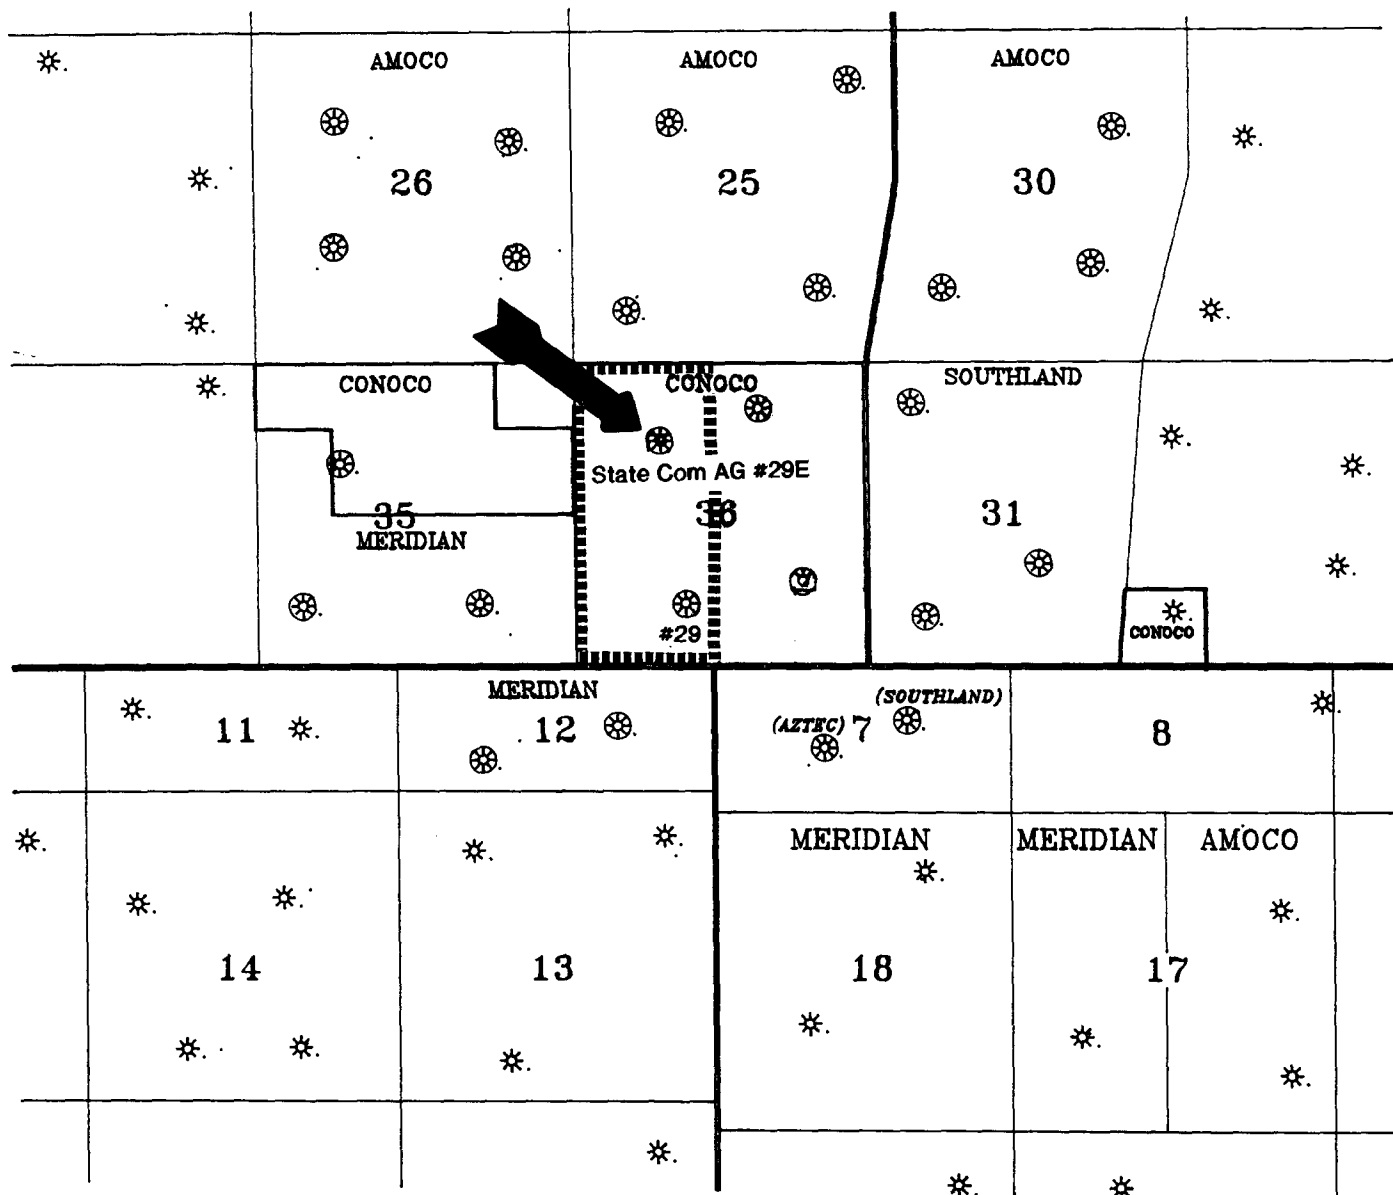 AMOCO AMOCO AMOCO
26 25 30
CONOCO CONOCO SOUTHLAND
State Com AG #29E
35 36 31
MERIDIAN
#29 CONOCO
MERIDIAN (SOUTHLAND)
11 12 (AZTEC) 7 8
MERIDIAN MERIDIAN AMOCO
14 13 18 17